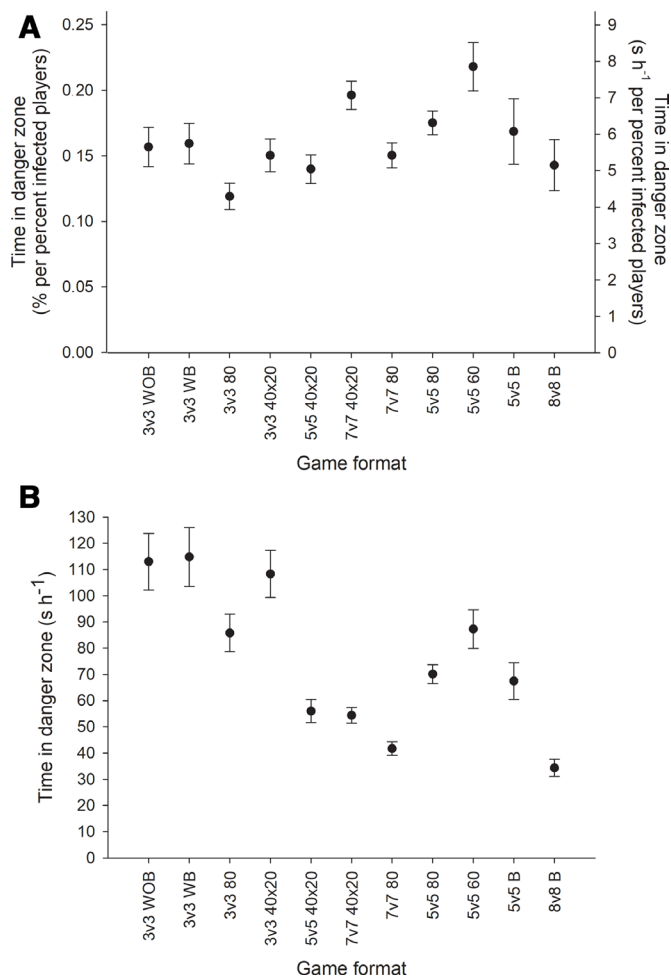 A
Time in danger zone
(% per percent infected players)
0.25
0.20
0.15
0.10
0.05
0.00
9
8
7
6
5
4
3
2
1
0
Time in danger zone
(s h⁻¹ per percent infected players)
3v3 WOB
3v3 WB
3v3 80
3v3 40x20
5v5 40x20
7v7 40x20
7v7 80
5v5 80
5v5 60
5v5 B
8v8 B
Game format
B
Time in danger zone (s h⁻¹)
130
120
110
100
90
80
70
60
50
40
30
20
10
0
3v3 WOB
3v3 WB
3v3 80
3v3 40x20
5v5 40x20
7v7 40x20
7v7 80
5v5 80
5v5 60
5v5 B
8v8 B
Game format